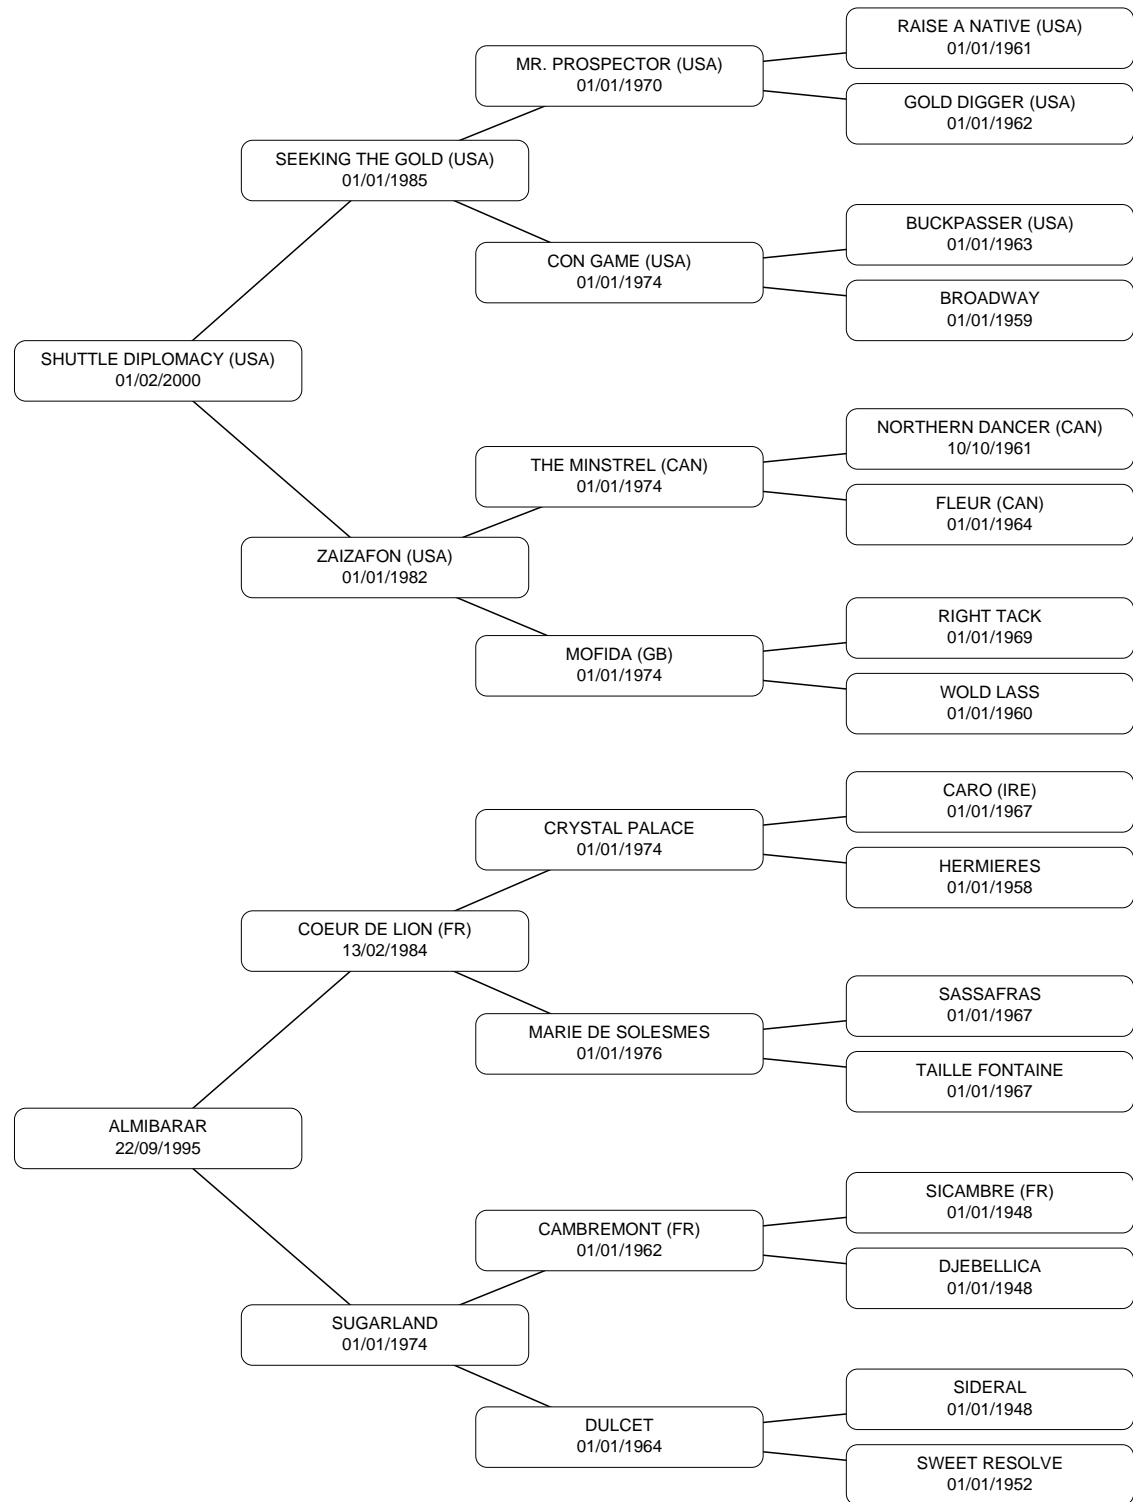 RAISE A NATIVE (USA)
01/01/1961
MR. PROSPECTOR (USA)
01/01/1970
GOLD DIGGER (USA)
01/01/1962
SEEKING THE GOLD (USA)
01/01/1985
BUCKPASSER (USA)
01/01/1963
CON GAME (USA)
01/01/1974
BROADWAY
01/01/1959
SHUTTLE DIPLOMACY (USA)
01/02/2000
NORTHERN DANCER (CAN)
10/10/1961
THE MINSTREL (CAN)
01/01/1974
FLEUR (CAN)
01/01/1964
ZAIZAFON (USA)
01/01/1982
RIGHT TACK
01/01/1969
MOFIDA (GB)
01/01/1974
WOLD LASS
01/01/1960
CARO (IRE)
01/01/1967
CRYSTAL PALACE
01/01/1974
HERMIERES
01/01/1958
COEUR DE LION (FR)
13/02/1984
SASSAFRAS
01/01/1967
MARIE DE SOLESMES
01/01/1976
TAILLE FONTAINE
01/01/1967
ALMIBARAR
22/09/1995
SICAMBRE (FR)
01/01/1948
CAMBREMONT (FR)
01/01/1962
DJEBELLICA
01/01/1948
SUGARLAND
01/01/1974
SIDERAL
01/01/1948
DULCET
01/01/1964
SWEET RESOLVE
01/01/1952